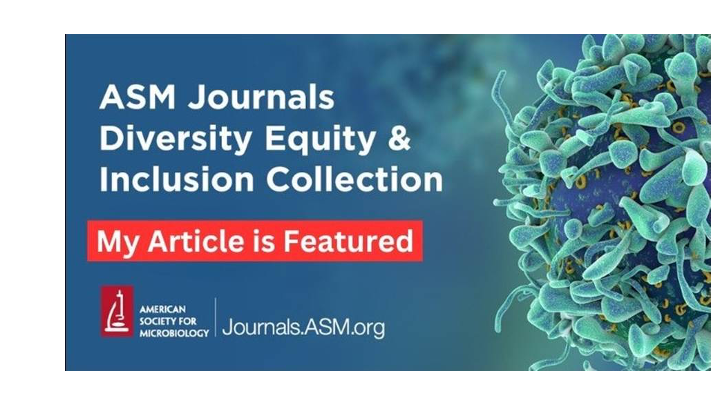 ASM Journals
Diversity Equity &
Inclusion Collection
My Article is Featured
AMERICAN
SOCIETY FOR
MICROBIOLOGY
Journals.ASM.org